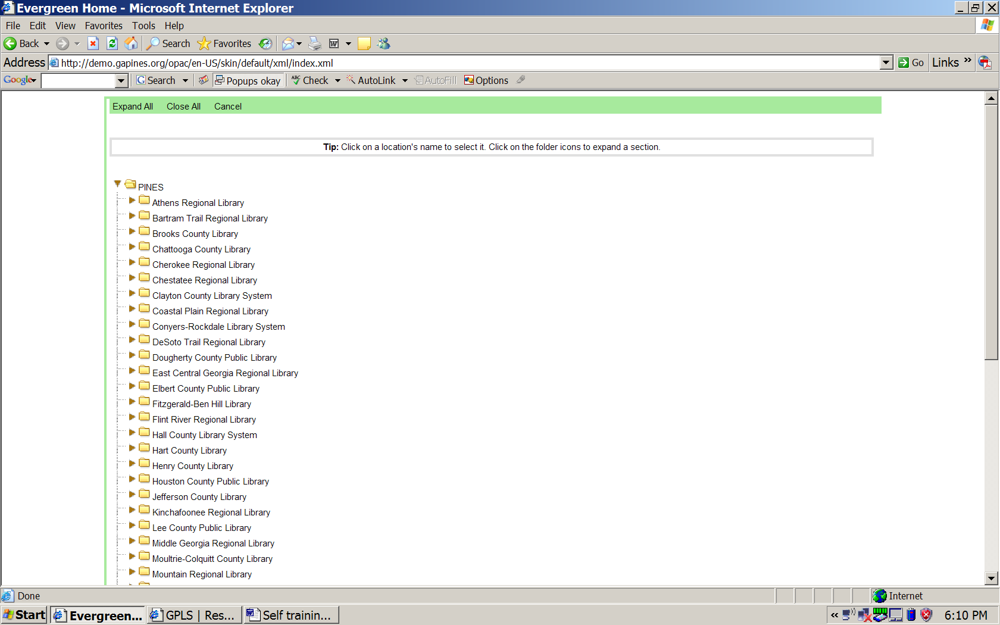 Evergreen Home - Microsoft Internet Explorer
File Edit View Favorites Tools Help
Back Search Favorites
Address http://demo.gapines.org/opac/en-US/skin/default/xml/index.xml Go Links »
Google Search Popups okay Check AutoLink AutoFill Options
Expand All Close All Cancel
Tip: Click on a location's name to select it. Click on the folder icons to expand a section.
PINES
Athens Regional Library
Bartram Trail Regional Library
Brooks County Library
Chattooga County Library
Cherokee Regional Library
Chestatee Regional Library
Clayton County Library System
Coastal Plain Regional Library
Conyers-Rockdale Library System
DeSoto Trail Regional Library
Dougherty County Public Library
East Central Georgia Regional Library
Elbert County Public Library
Fitzgerald-Ben Hill Library
Flint River Regional Library
Hall County Library System
Hart County Library
Henry County Library
Houston County Public Library
Jefferson County Library
Kinchafoonee Regional Library
Lee County Public Library
Middle Georgia Regional Library
Moultrie-Colquitt County Library
Mountain Regional Library
Done Internet
Start Evergreen... GPLS | Res... Self trainin... « 6:10 PM